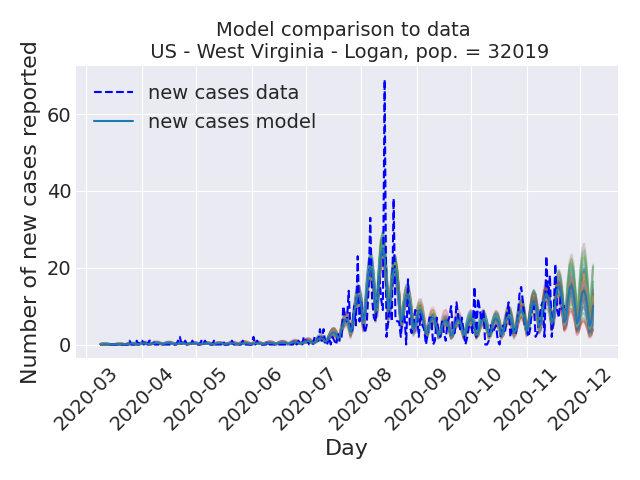 Model comparison to data
US - West Virginia - Logan, pop. = 32019
Number of new cases reported
60
40
20
0
new cases data
new cases model
2020-03
2020-04
2020-05
2020-06
2020-07
2020-08
2020-09
2020-10
2020-11
2020-12
Day